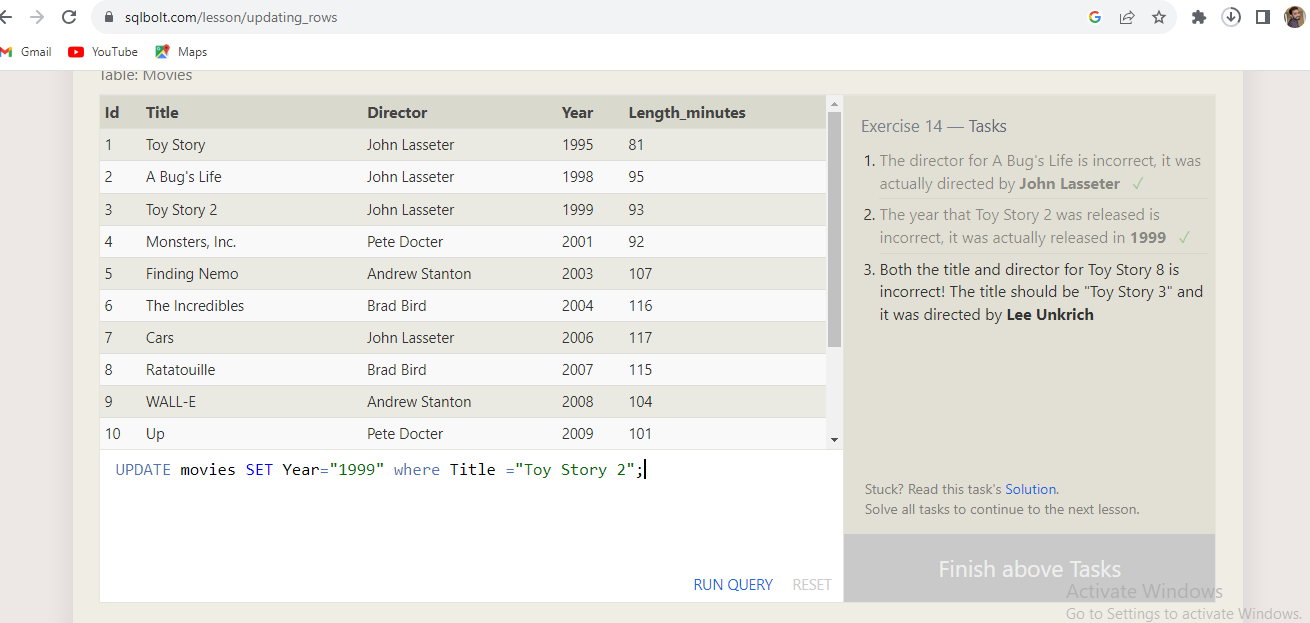 sqlbolt.com/lesson/updating_rows
Gmail YouTube Maps
Table: Movies
Id Title Director Year Length_minutes
1 Toy Story John Lasseter 1995 81
2 A Bug's Life John Lasseter 1998 95
3 Toy Story 2 John Lasseter 1999 93
4 Monsters, Inc. Pete Docter 2001 92
5 Finding Nemo Andrew Stanton 2003 107
6 The Incredibles Brad Bird 2004 116
7 Cars John Lasseter 2006 117
8 Ratatouille Brad Bird 2007 115
9 WALL-E Andrew Stanton 2008 104
10 Up Pete Docter 2009 101
UPDATE movies SET Year="1999" where Title ="Toy Story 2";
RUN QUERY RESET
Exercise 14 — Tasks
1. The director for A Bug's Life is incorrect, it was
actually directed by John Lasseter ✓
2. The year that Toy Story 2 was released is
incorrect, it was actually released in 1999 ✓
3. Both the title and director for Toy Story 8 is
incorrect! The title should be "Toy Story 3" and
it was directed by Lee Unkrich
Stuck? Read this task's Solution.
Solve all tasks to continue to the next lesson.
Finish above Tasks
Activate Windows
Go to Settings to activate Windows.